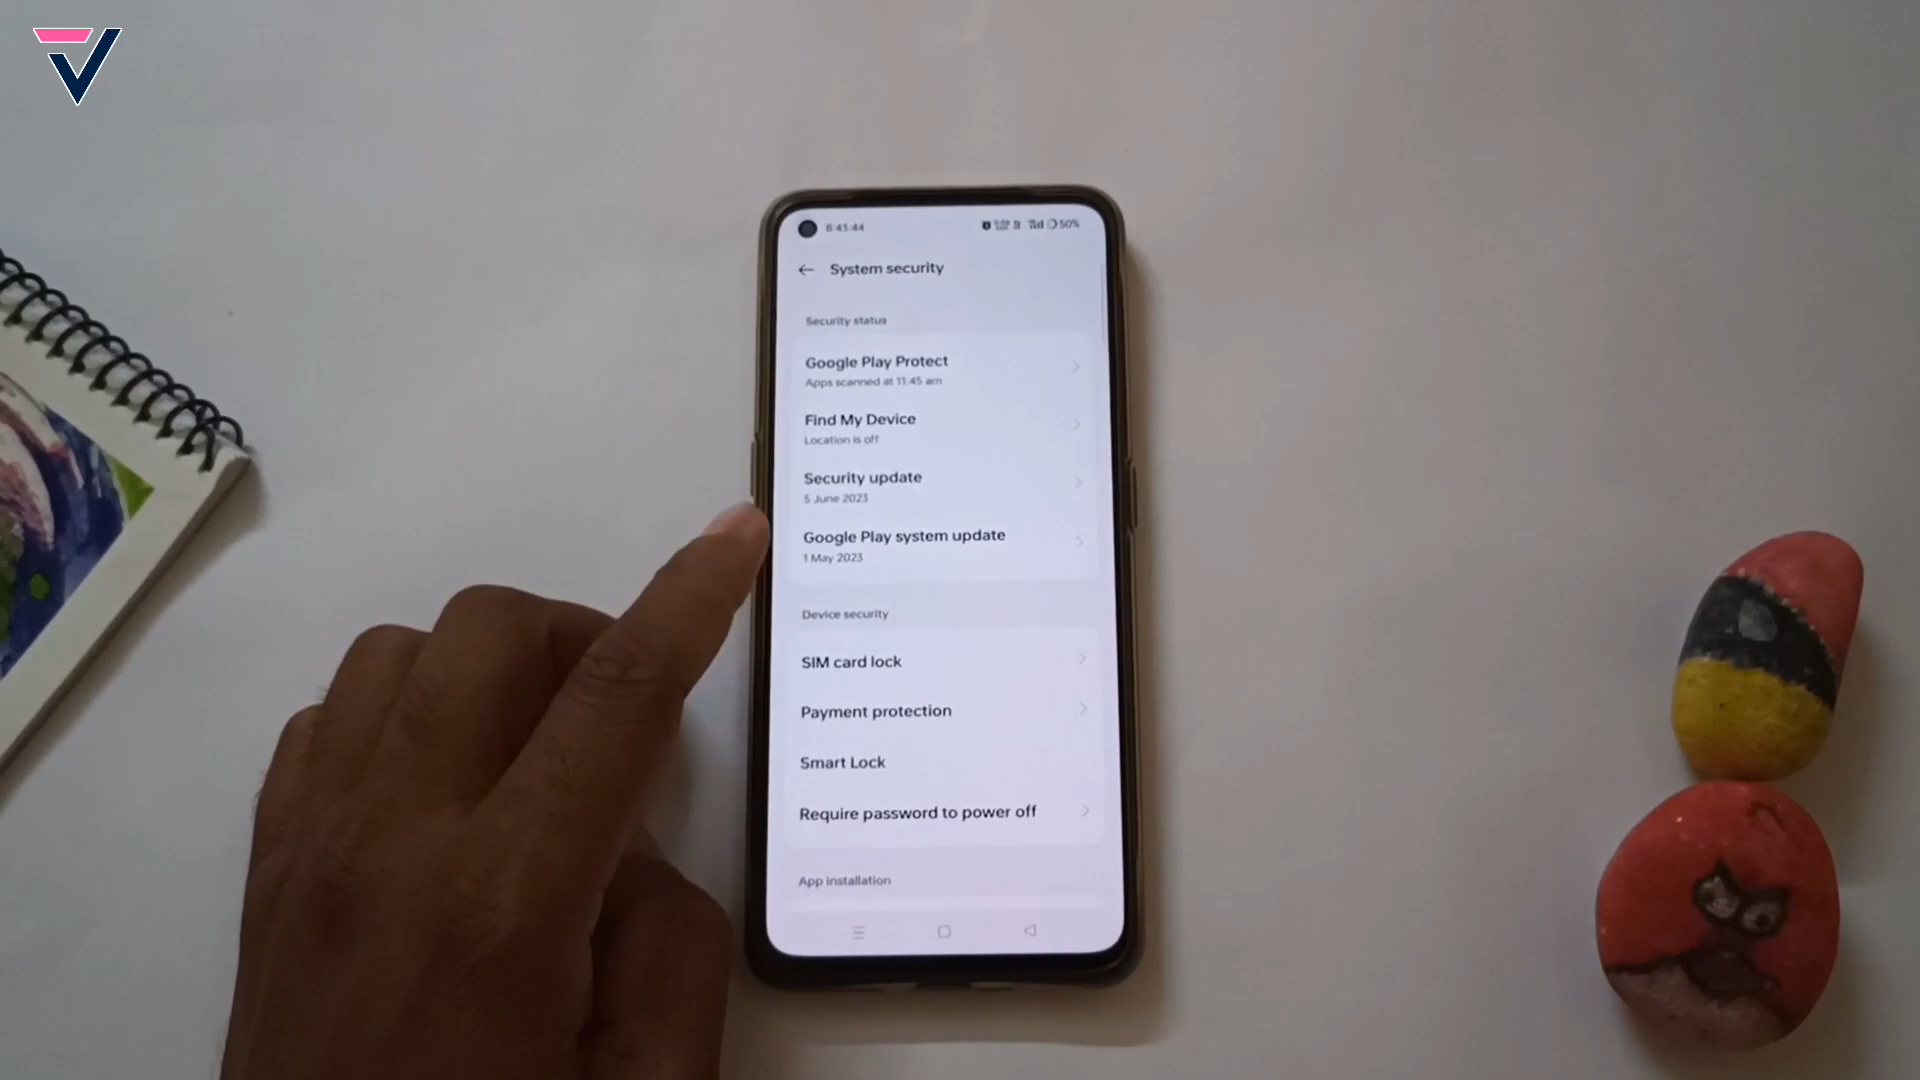 8:45:44
50%
System security
Security status
Google Play Protect
Apps scanned at 11:45 am
Find My Device
Location is off
Security update
5 June 2023
Google Play system update
1 May 2023
Device security
SIM card lock
Payment protection
Smart Lock
Require password to power off
App installation